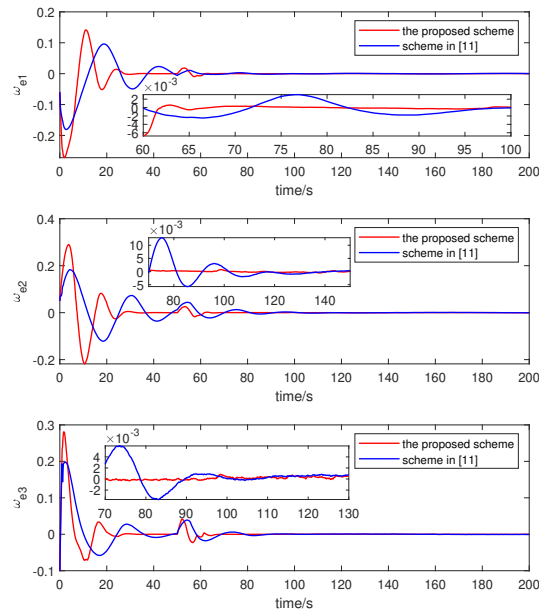 0.2
0.1
0
-0.1
-0.2
ω_e1
the proposed scheme
scheme in [11]
×10^-3
2
0
-2
-4
-6
60 65 70 75 80 85 90 95 100
0 20 40 60 80 100 120 140 160 180 200
time/s
0.4
0.2
0
-0.2
ω_e2
the proposed scheme
scheme in [11]
×10^-3
10
5
0
-5
80 100 120 140
0 20 40 60 80 100 120 140 160 180 200
time/s
0.3
0.2
0.1
0
-0.1
ω_e3
the proposed scheme
scheme in [11]
×10^-3
4
2
0
-2
70 80 90 100 110 120 130
0 20 40 60 80 100 120 140 160 180 200
time/s